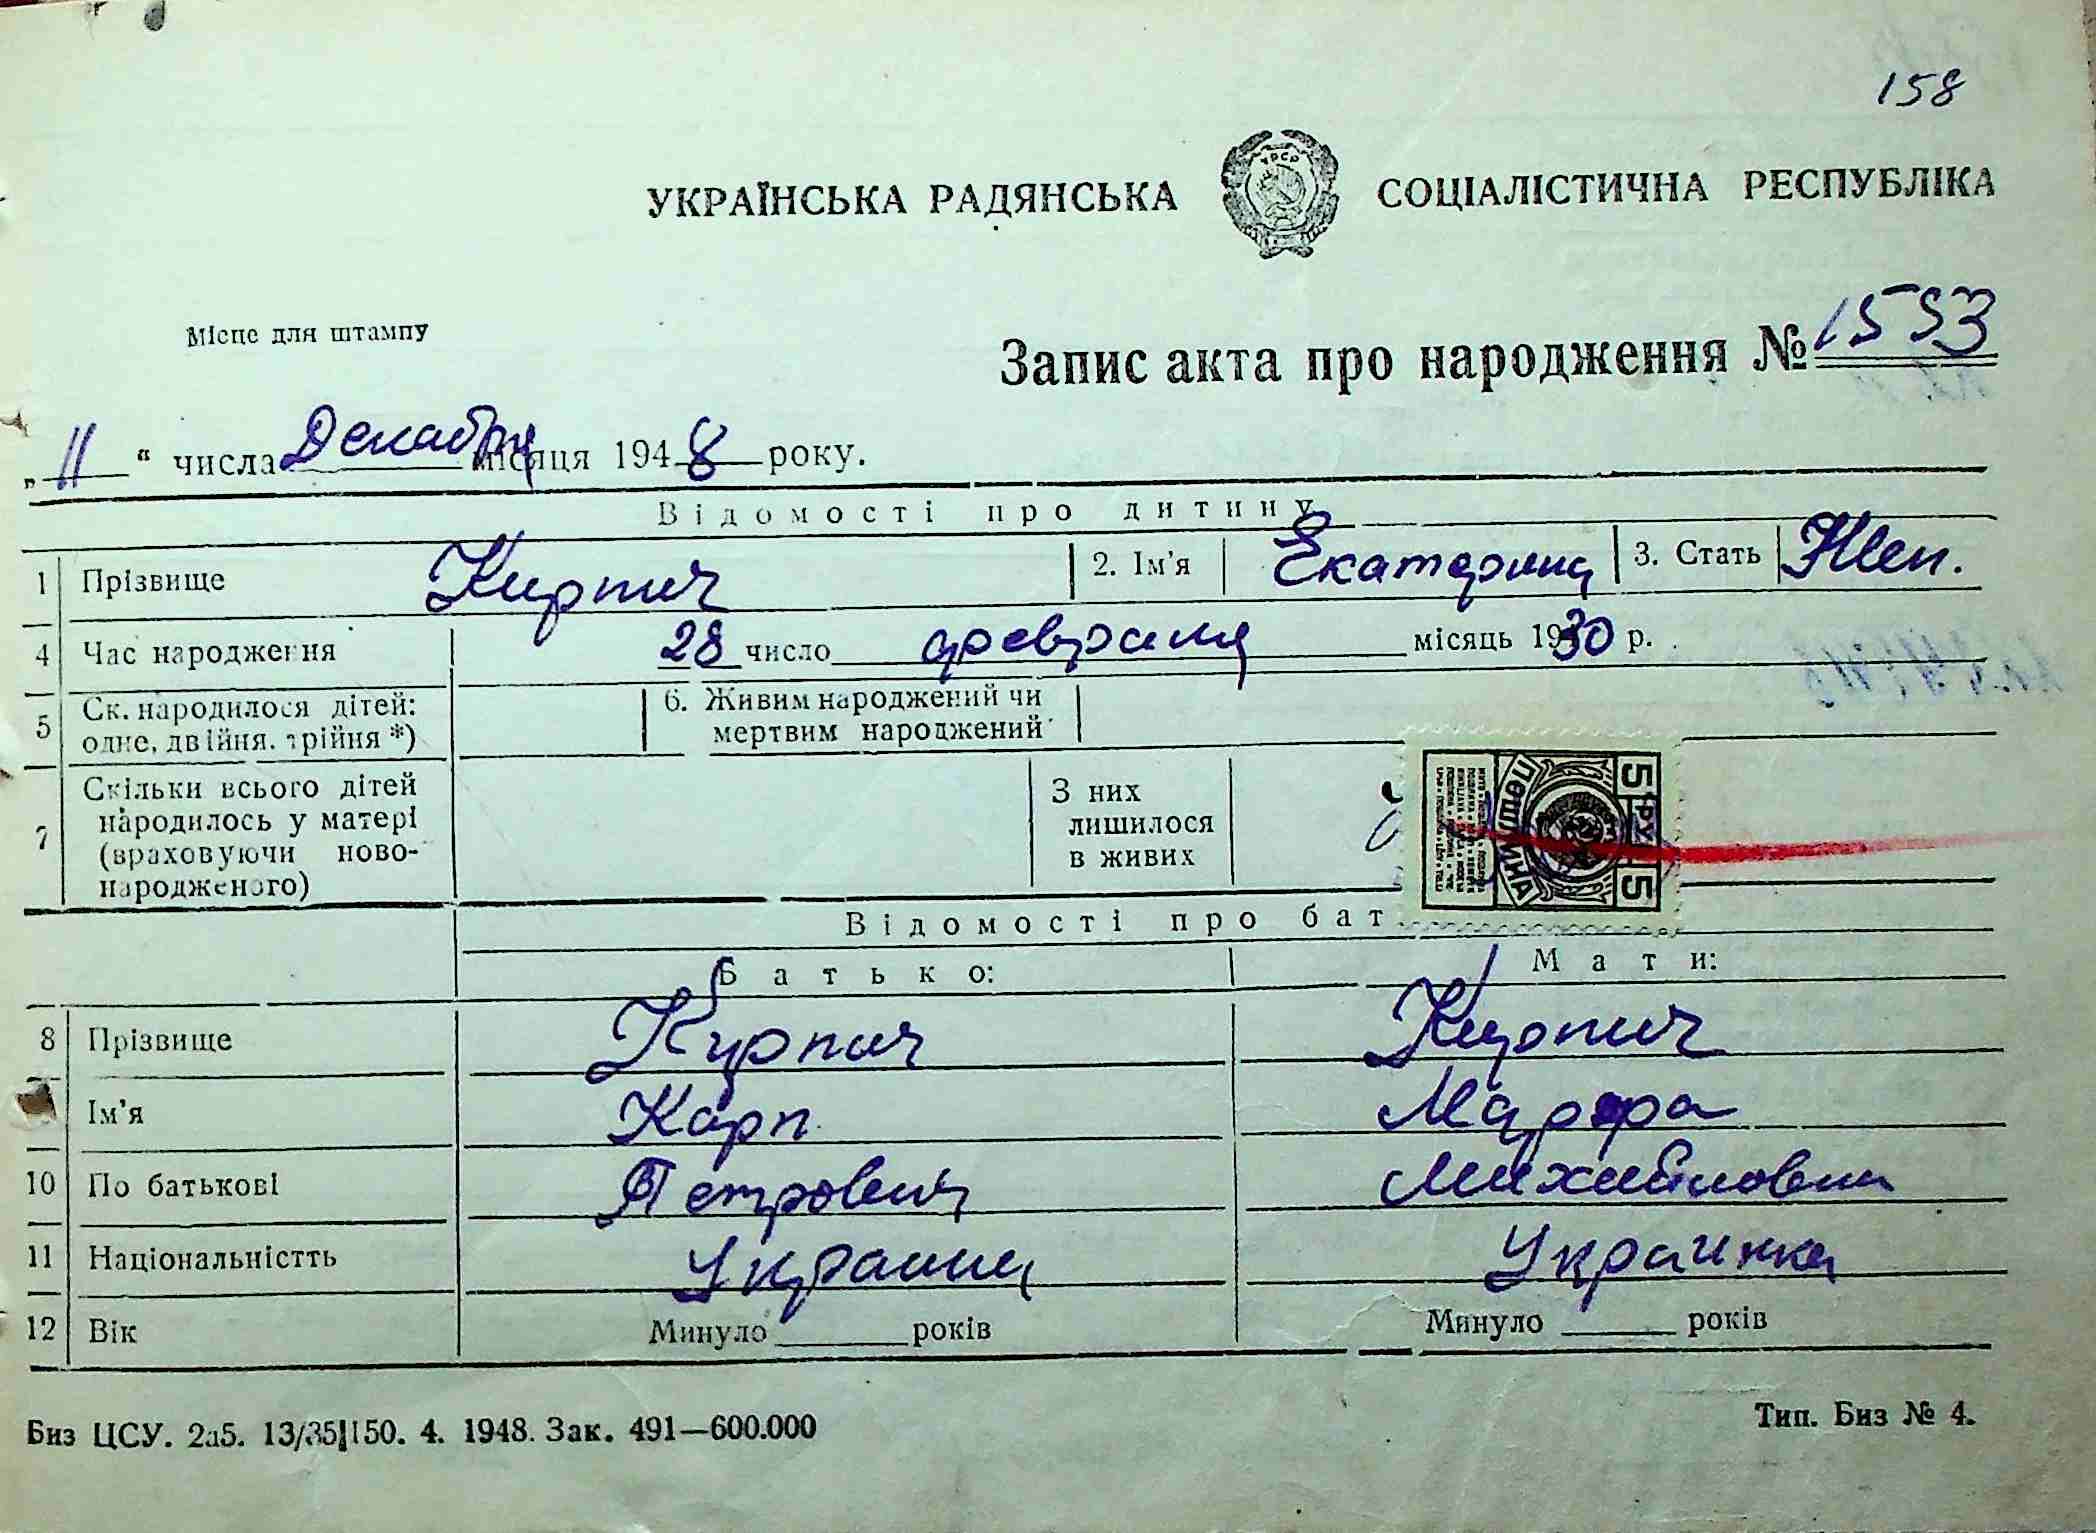 158
УКРАЇНСЬКА РАДЯНСЬКА СОЦІАЛІСТИЧНА РЕСПУБЛІКА
УРСР
Місце для штампу
Запис акта про народження № 1553
„11“ числа Декабря місяця 1948 року.
Відомості про дитину
1 Прізвище Кирпич 2. Ім'я Екатерина 3. Стать Жен.
4 Час народження 28 число февраля місяць 1930 р.
5 Ск. народилося дітей: 6. Живим народжений чи
одне, двійня, трійня *) мертвим народжений
7 Скільки всього дітей З них
народилось у матері лишилося
(враховуючи ново- в живих
народженого)
5 РУБ 5
Відомості про бат
Батько: Мати:
8 Прізвище Кирпич Кирпич
Ім'я Карп Марфа
10 По батькові Петрович Михайловна
11 Національністть Украинец Украинка
12 Вік Минуло ______ років Минуло ______ років
Биз ЦСУ. 2а5. 13/35|150. 4. 1948. Зак. 491—600.000 Тип. Биз № 4.